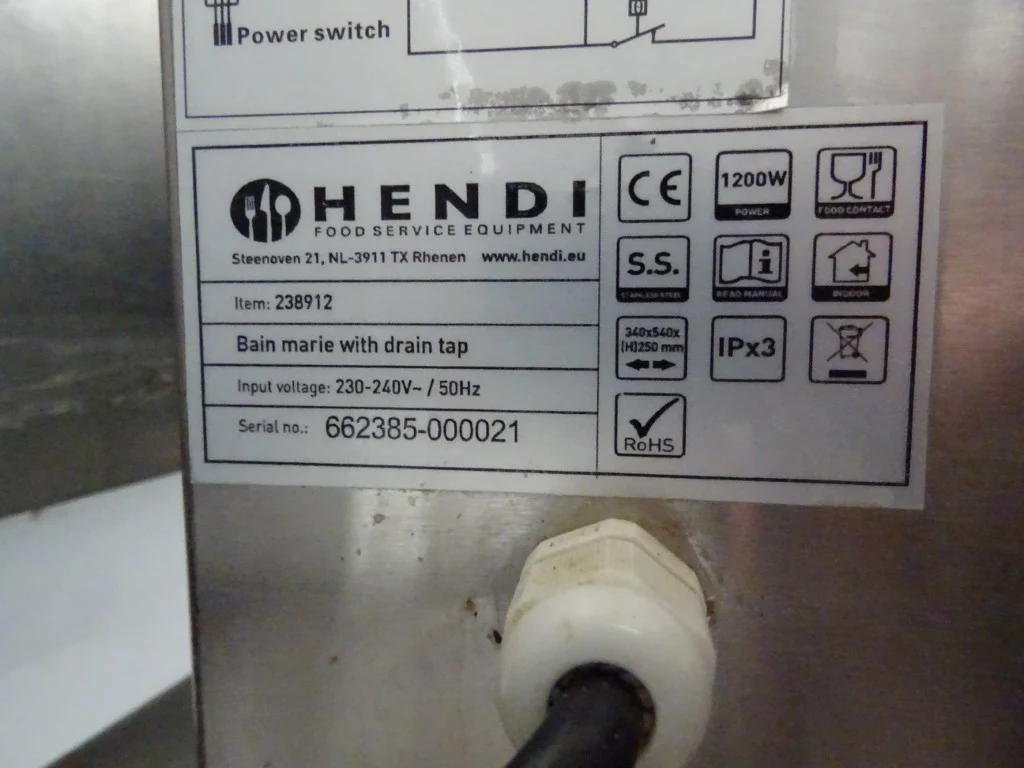 Power switch
HENDI
FOOD SERVICE EQUIPMENT
Steenoven 21, NL-3911 TX Rhenen www.hendi.eu
Item: 238912
Bain marie with drain tap
Input voltage: 230-240V~ / 50Hz
Serial no.: 662385-000021
CE
1200W
POWER
FOOD CONTACT
S.S.
STAINLESS STEEL
i
READ MANUAL
INDOOR
340x540x
(H)250 mm
IPx3
RoHS